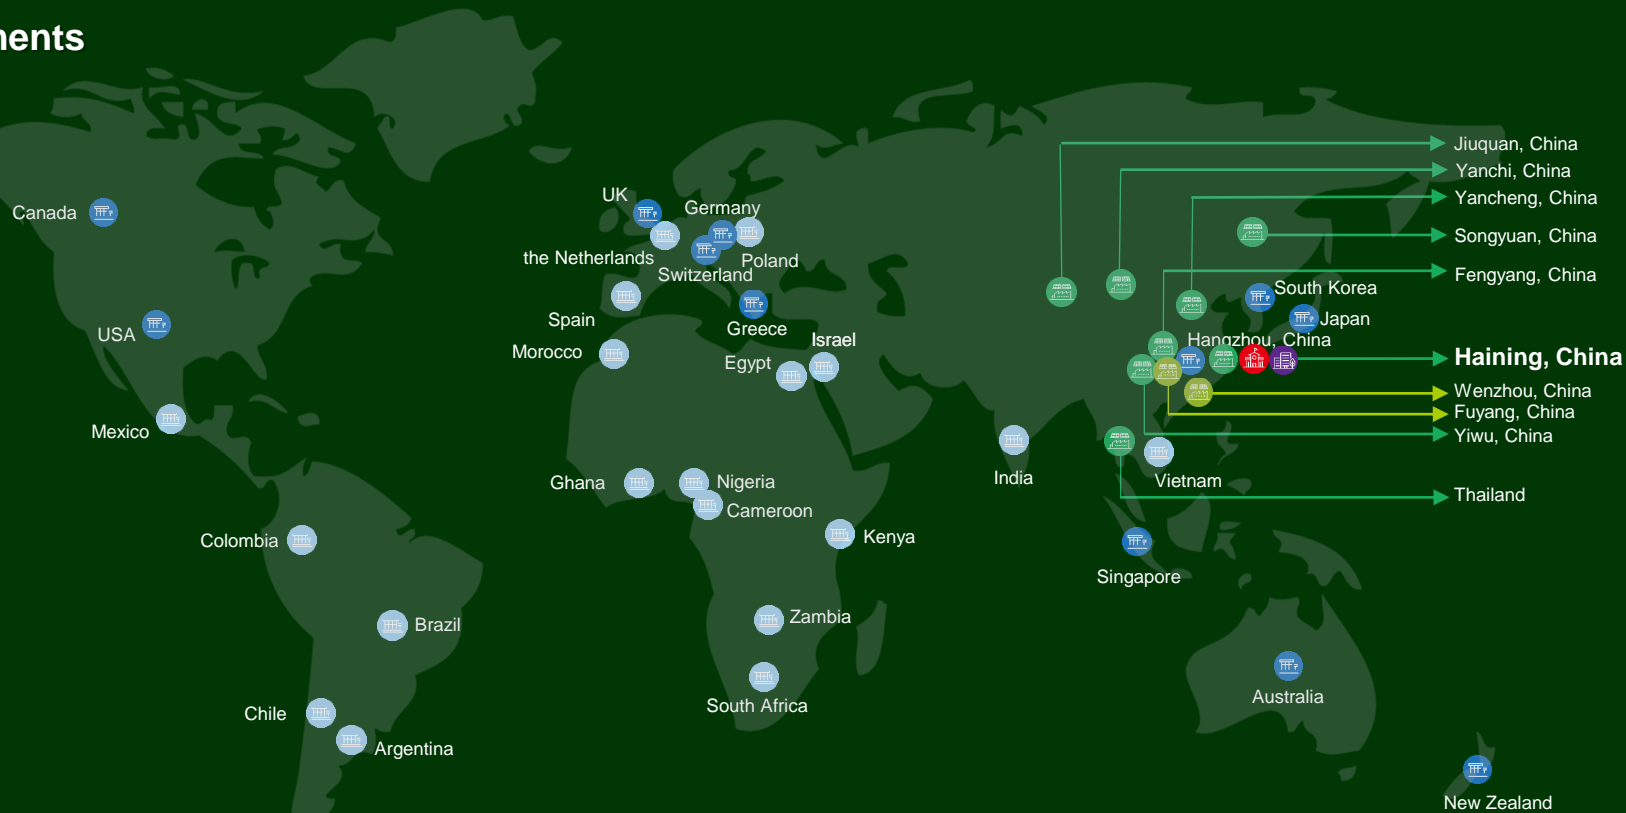 nents
Jiuquan, China
Yanchi, China
Yancheng, China
Songyuan, China
Fengyang, China
Haining, China
Wenzhou, China
Fuyang, China
Yiwu, China
Thailand
Canada
USA
Mexico
Colombia
Brazil
Chile
Argentina
UK
Germany
the Netherlands
Switzerland
Poland
Spain
Greece
Morocco
Egypt
Israel
Ghana
Nigeria
Cameroon
Kenya
Zambia
South Africa
South Korea
Japan
Hangzhou, China
India
Vietnam
Singapore
Australia
New Zealand